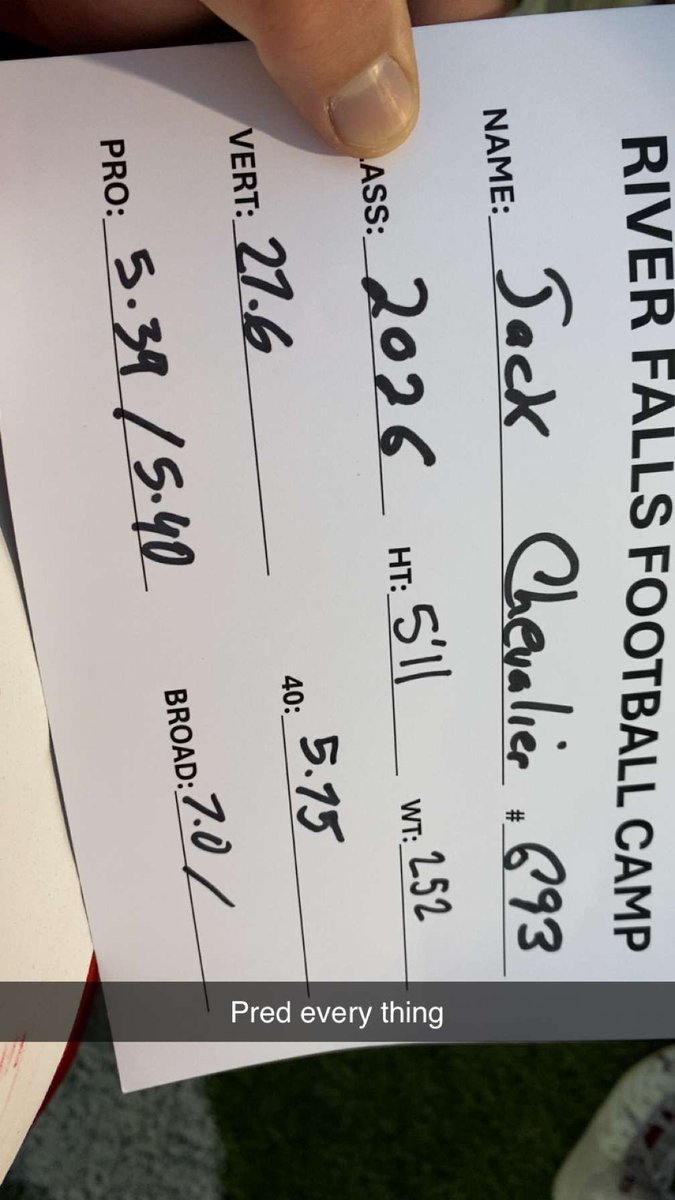 RIVER FALLS FOOTBALL CAMP
NAME: Jack Chevalier # 693
LASS: 2026 HT: 5'11 WT: 252
VERT: 27.6 40: 5.75
PRO: 5.39 / 5.40 BROAD: 7.0 /
Pred every thing